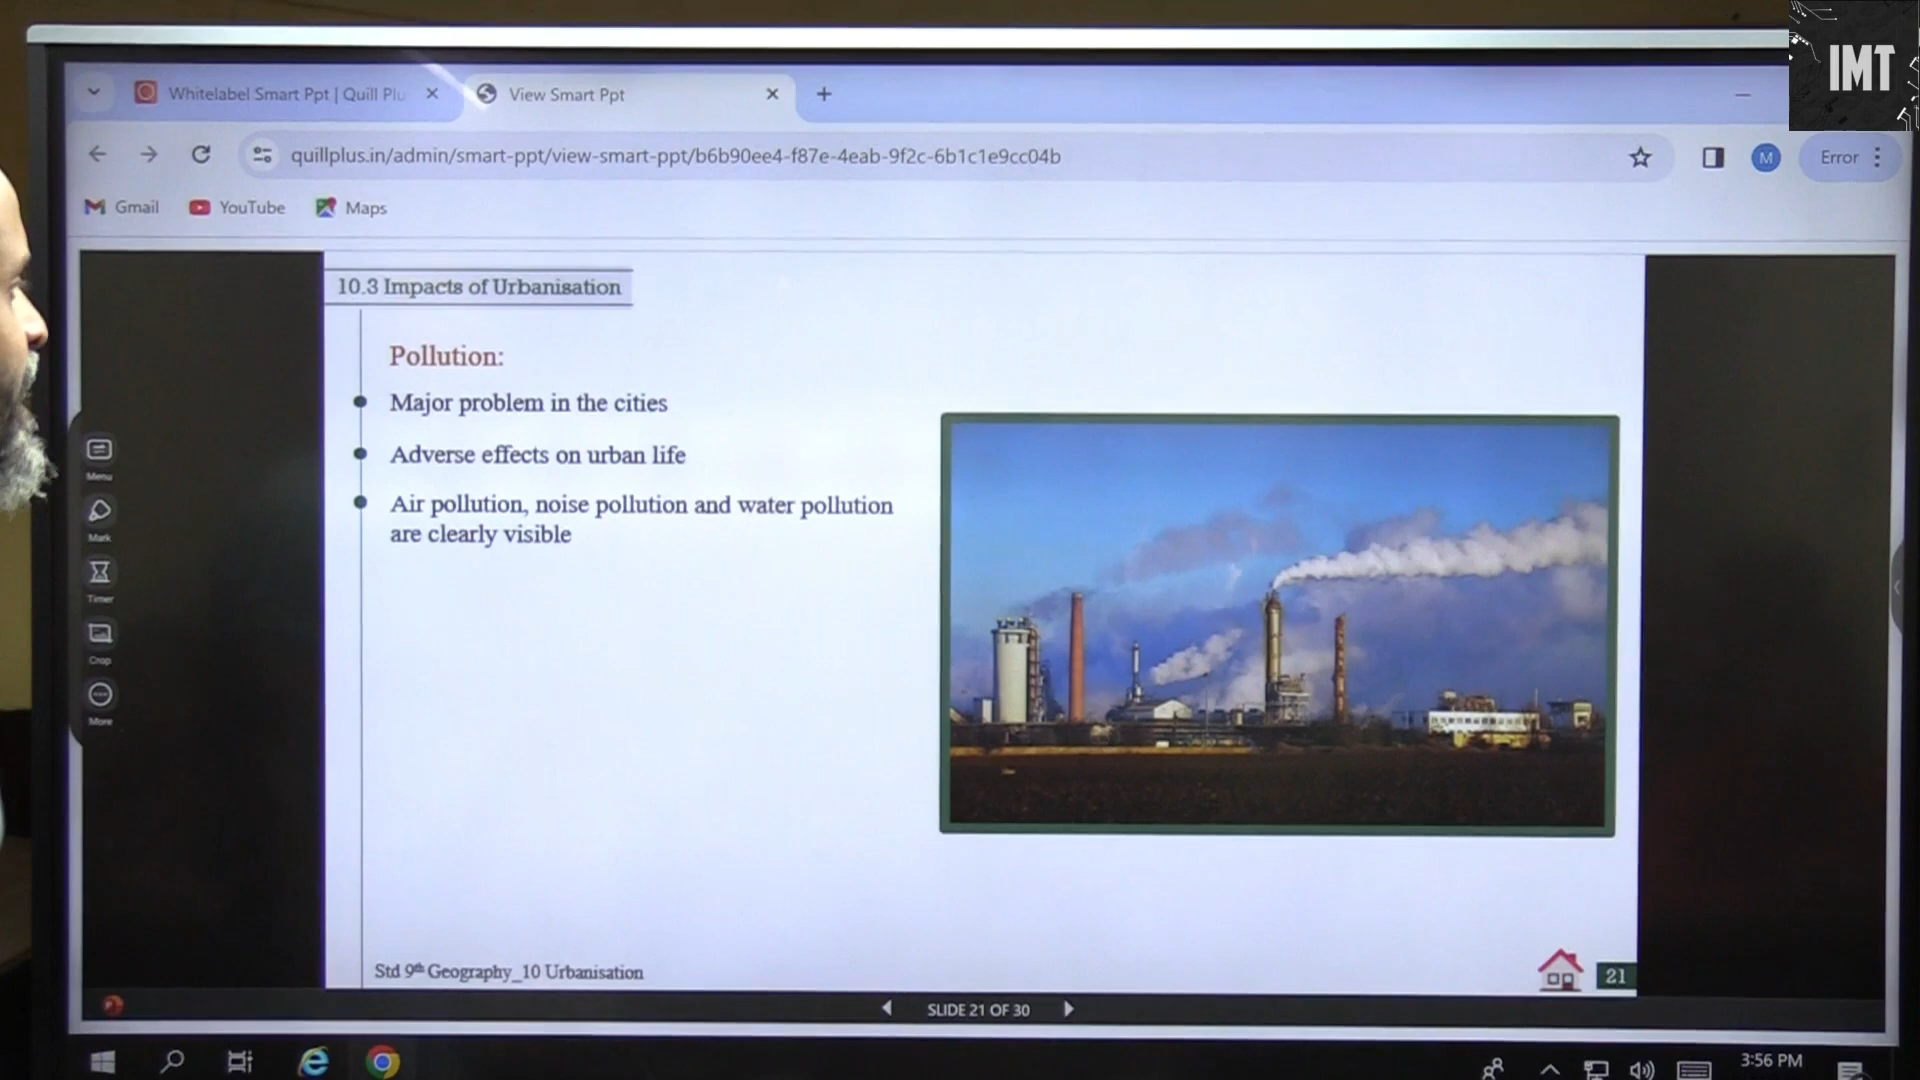 IMT
Whitelabel Smart Ppt | Quill Plu
View Smart Ppt
quillplus.in/admin/smart-ppt/view-smart-ppt/b6b90ee4-f87e-4eab-9f2c-6b1c1e9cc04b
M
Error
Gmail
YouTube
Maps
10.3 Impacts of Urbanisation
Pollution:
Major problem in the cities
Adverse effects on urban life
Air pollution, noise pollution and water pollution
are clearly visible
Menu
Mark
Timer
Crop
More
Std 9th Geography_10 Urbanisation
21
SLIDE 21 OF 30
3:56 PM